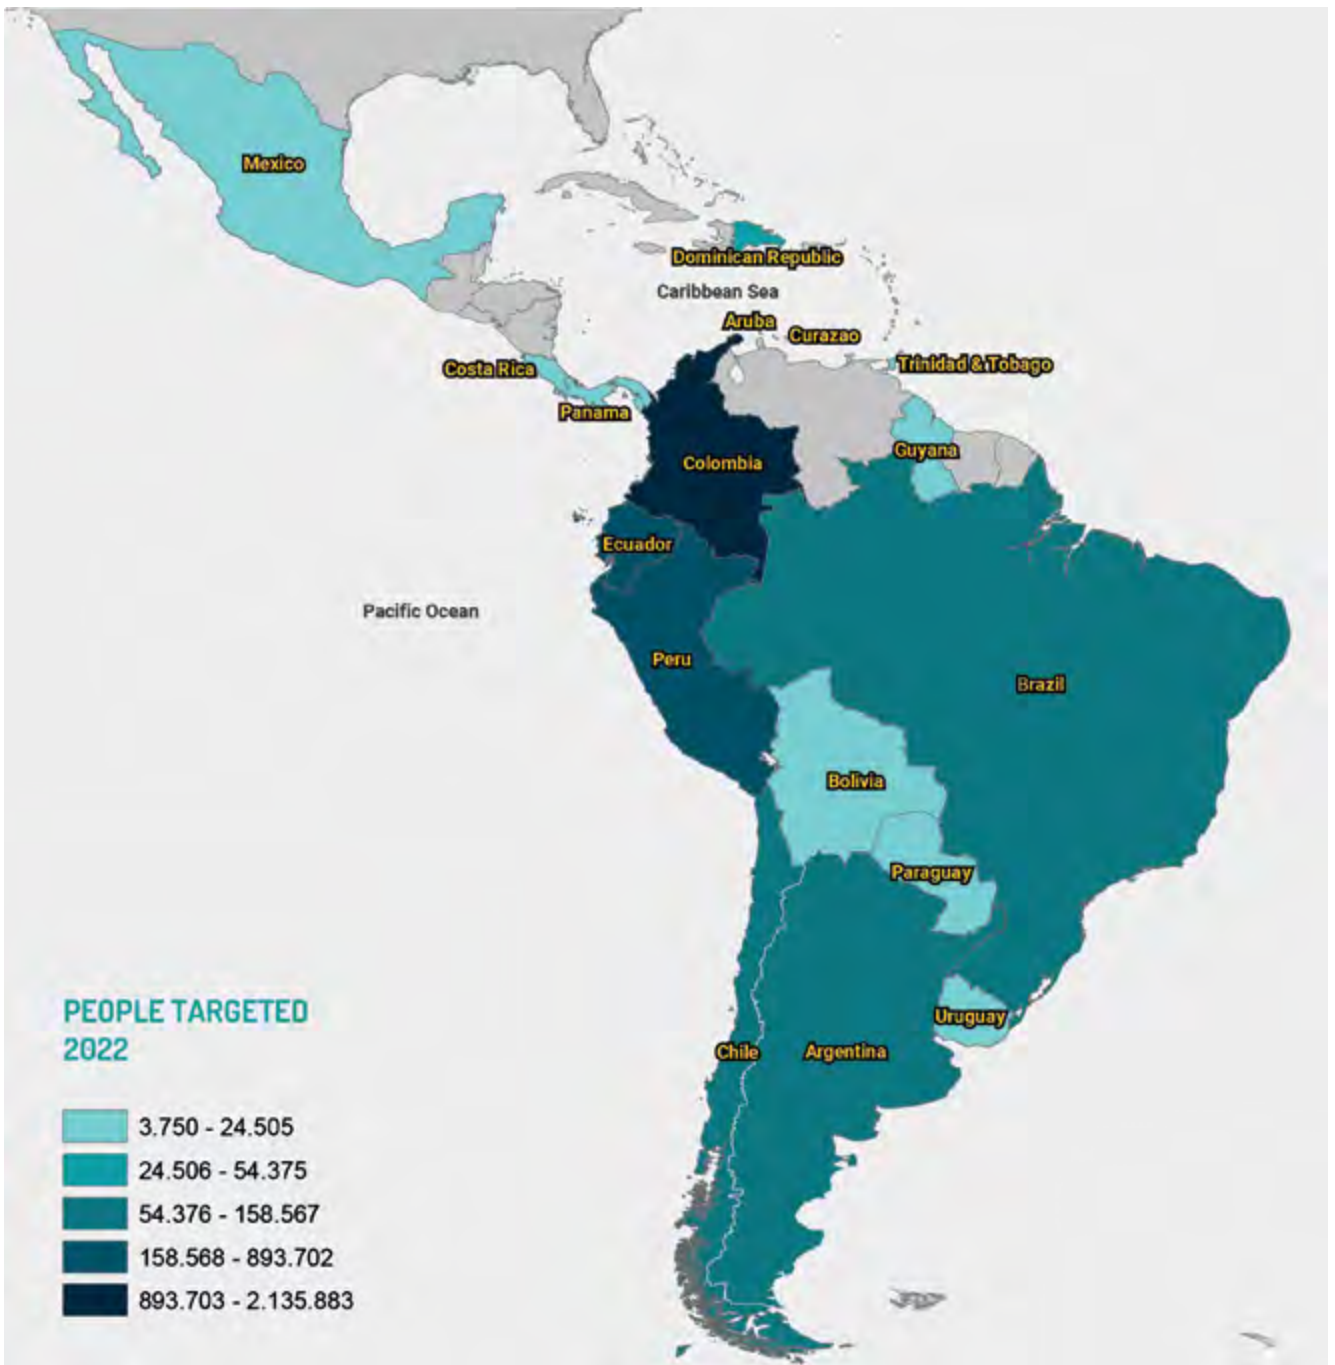 Mexico
Dominican Republic
Caribbean Sea
Aruba
Curazao
Costa Rica
Trinidad & Tobago
Panama
Guyana
Colombia
Ecuador
Pacific Ocean
Peru
Brazil
Bolivia
Paraguay
Uruguay
Chile
Argentina
PEOPLE TARGETED
2022
3.750 - 24.505
24.506 - 54.375
54.376 - 158.567
158.568 - 893.702
893.703 - 2.135.883